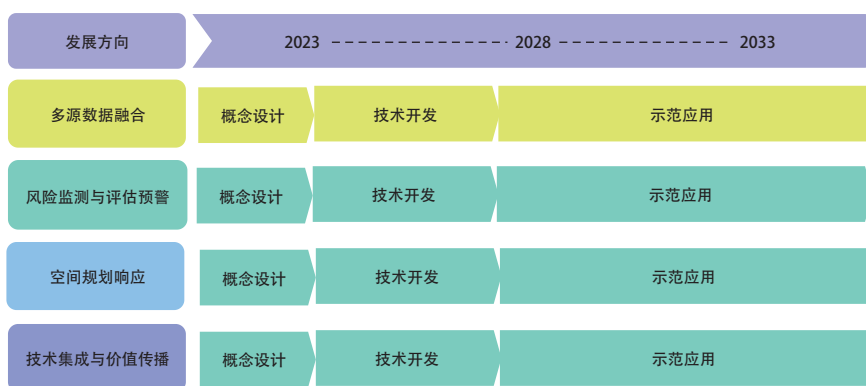 发展方向 2023 2028 2033
多源数据融合 概念设计 技术开发 示范应用
风险监测与评估预警 概念设计 技术开发 示范应用
空间规划响应 概念设计 技术开发 示范应用
技术集成与价值传播 概念设计 技术开发 示范应用